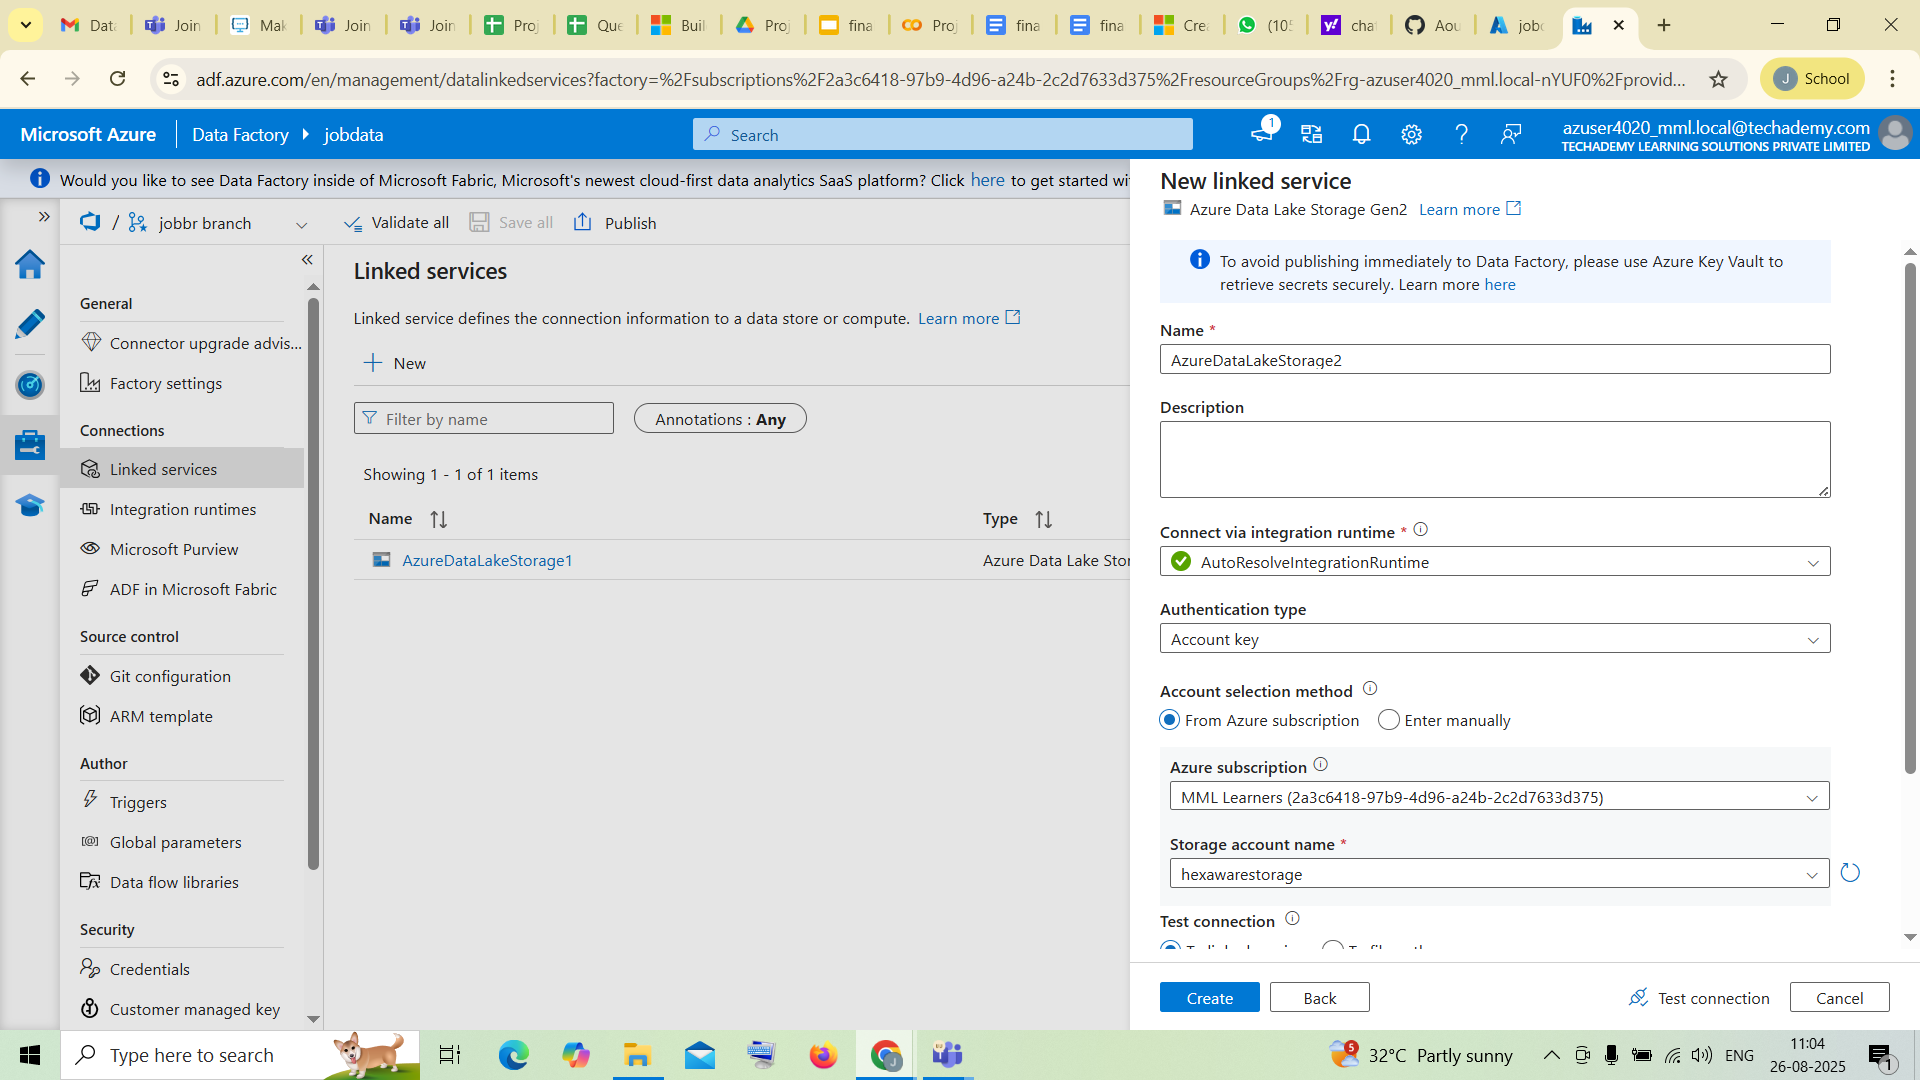 Data
Join
Mak
Join
Join
Proj
Que
Buil
Proj
fina
Proj
fina
fina
Crea
(105
chat
Aou
jobd
adf.azure.com/en/management/datalinkedservices?factory=%2Fsubscriptions%2F2a3c6418-97b9-4d96-a24b-2c2d7633d375%2FresourceGroups%2Frg-azuser4020_mml.local-nYUF0%2Fprovid...
J School
Microsoft Azure
Data Factory
jobdata
Search
1
azuser4020_mml.local@techademy.com
TECHADEMY LEARNING SOLUTIONS PRIVATE LIMITED
Would you like to see Data Factory inside of Microsoft Fabric, Microsoft's newest cloud-first data analytics SaaS platform? Click here to get started wi
/ jobbr branch
Validate all
Save all
Publish
General
Connector upgrade advis...
Factory settings
Connections
Linked services
Integration runtimes
Microsoft Purview
ADF in Microsoft Fabric
Source control
Git configuration
ARM template
Author
Triggers
Global parameters
Data flow libraries
Security
Credentials
Customer managed key
Linked services
Linked service defines the connection information to a data store or compute. Learn more
New
Filter by name
Annotations : Any
Showing 1 - 1 of 1 items
Name
Type
AzureDataLakeStorage1
Azure Data Lake Stor
New linked service
Azure Data Lake Storage Gen2 Learn more
To avoid publishing immediately to Data Factory, please use Azure Key Vault to
retrieve secrets securely. Learn more here
Name *
AzureDataLakeStorage2
Description
Connect via integration runtime *
AutoResolveIntegrationRuntime
Authentication type
Account key
Account selection method
From Azure subscription
Enter manually
Azure subscription
MML Learners (2a3c6418-97b9-4d96-a24b-2c2d7633d375)
Storage account name *
hexawarestorage
Test connection
Create
Back
Test connection
Cancel
Type here to search
5
32°C Partly sunny
ENG
11:04
26-08-2025
1